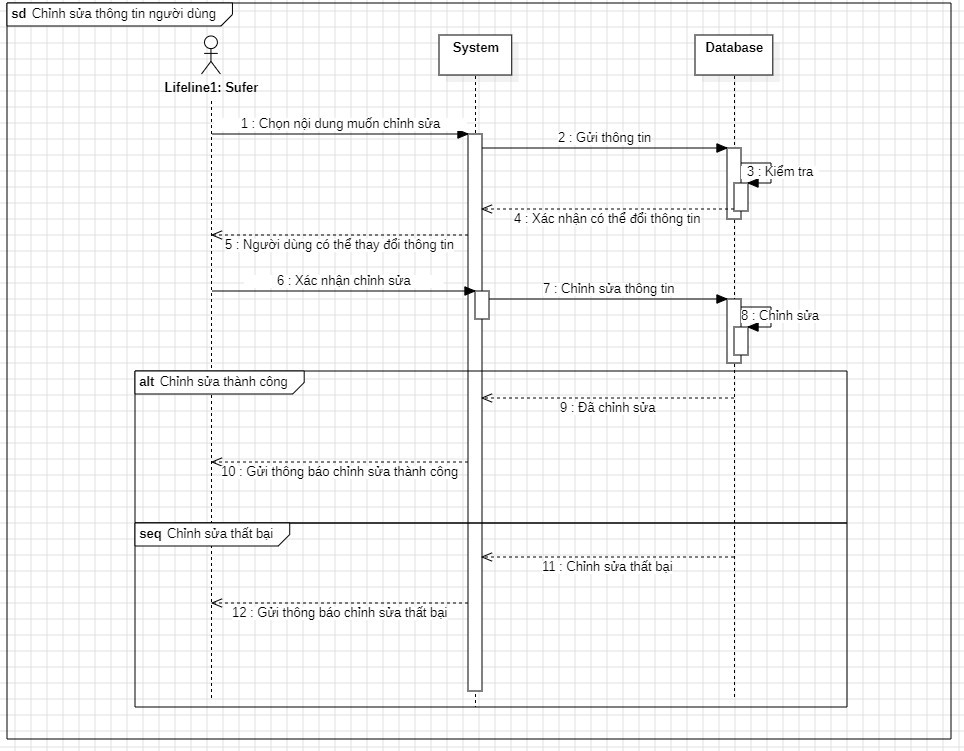 sd Chỉnh sửa thông tin người dùng
System
Database
Lifeline1: Sufer
1 : Chọn nội dung muốn chỉnh sửa
2 : Gửi thông tin
3 : Kiểm tra
4 : Xác nhận có thể đổi thông tin
5 : Người dùng có thể thay đổi thông tin
6 : Xác nhận chỉnh sửa
7 : Chỉnh sửa thông tin
8 : Chỉnh sửa
alt Chỉnh sửa thành công
9 : Đã chỉnh sửa
10 : Gửi thông báo chỉnh sửa thành công
seq Chỉnh sửa thất bại
11 : Chỉnh sửa thất bại
12 : Gửi thông báo chỉnh sửa thất bại